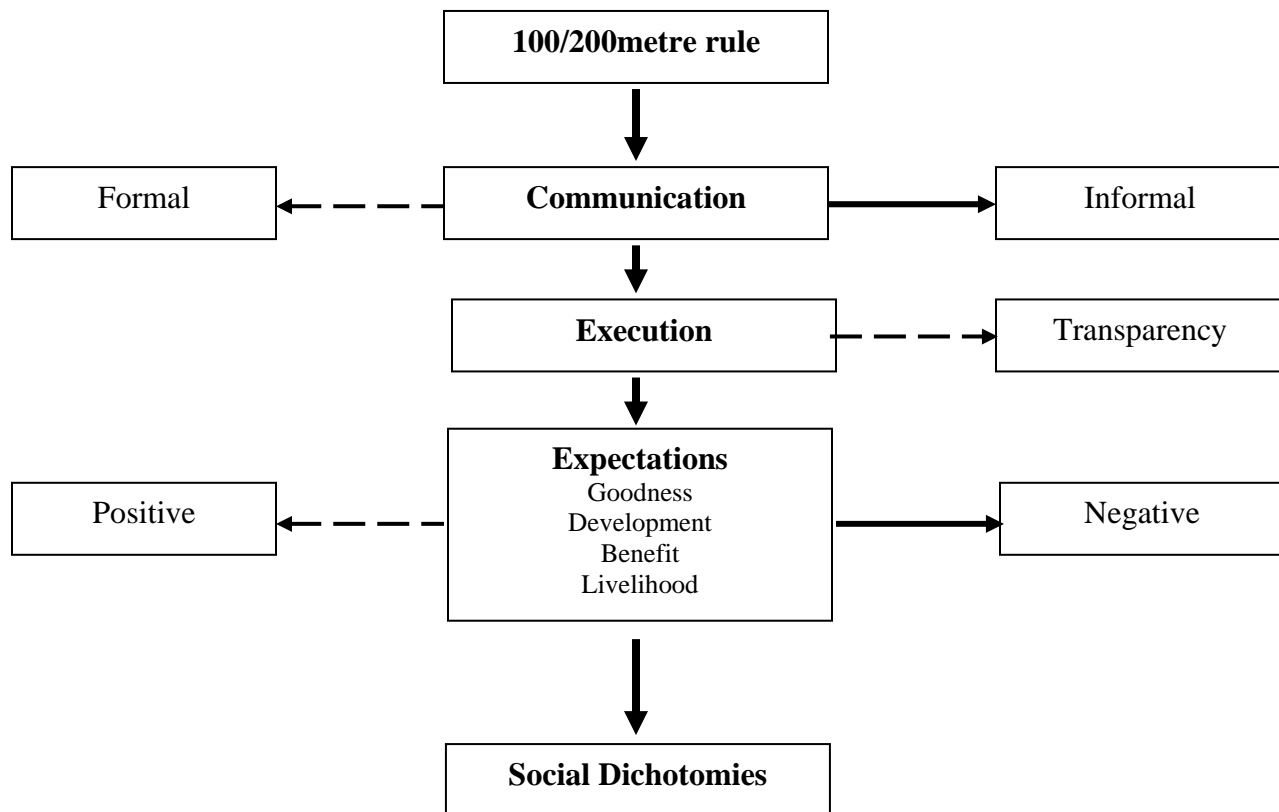 100/200metre rule
Formal
Communication
Informal
Execution
Transparency
Positive
Expectations
Goodness
Development
Benefit
Livelihood
Negative
Social Dichotomies